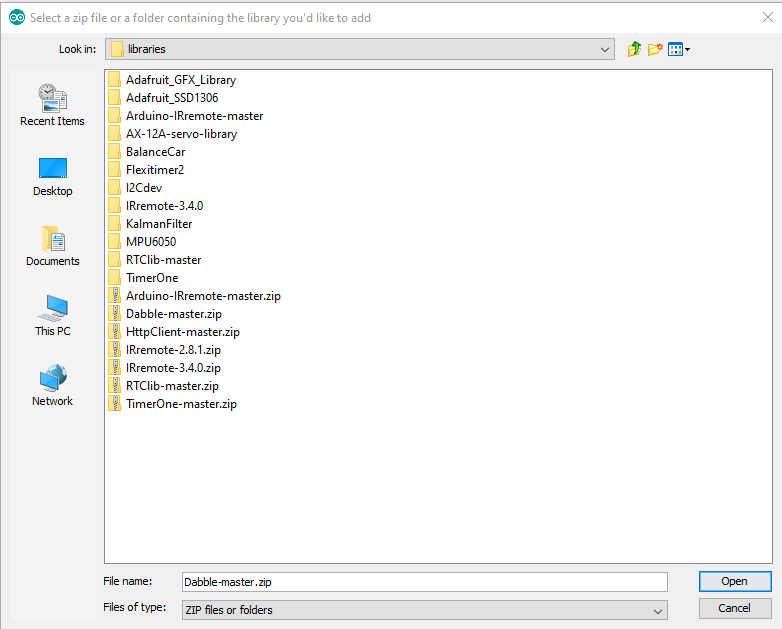 Select a zip file or a folder containing the library you'd like to add
Look in: libraries
Recent Items
Desktop
Documents
This PC
Network
Adafruit_GFX_Library
Adafruit_SSD1306
Arduino-IRremote-master
AX-12A-servo-library
BalanceCar
Flexitimer2
I2Cdev
IRremote-3.4.0
KalmanFilter
MPU6050
RTClib-master
TimerOne
Arduino-IRremote-master.zip
Dabble-master.zip
HttpClient-master.zip
IRremote-2.8.1.zip
IRremote-3.4.0.zip
RTClib-master.zip
TimerOne-master.zip
File name: Dabble-master.zip Open
Files of type: ZIP files or folders Cancel